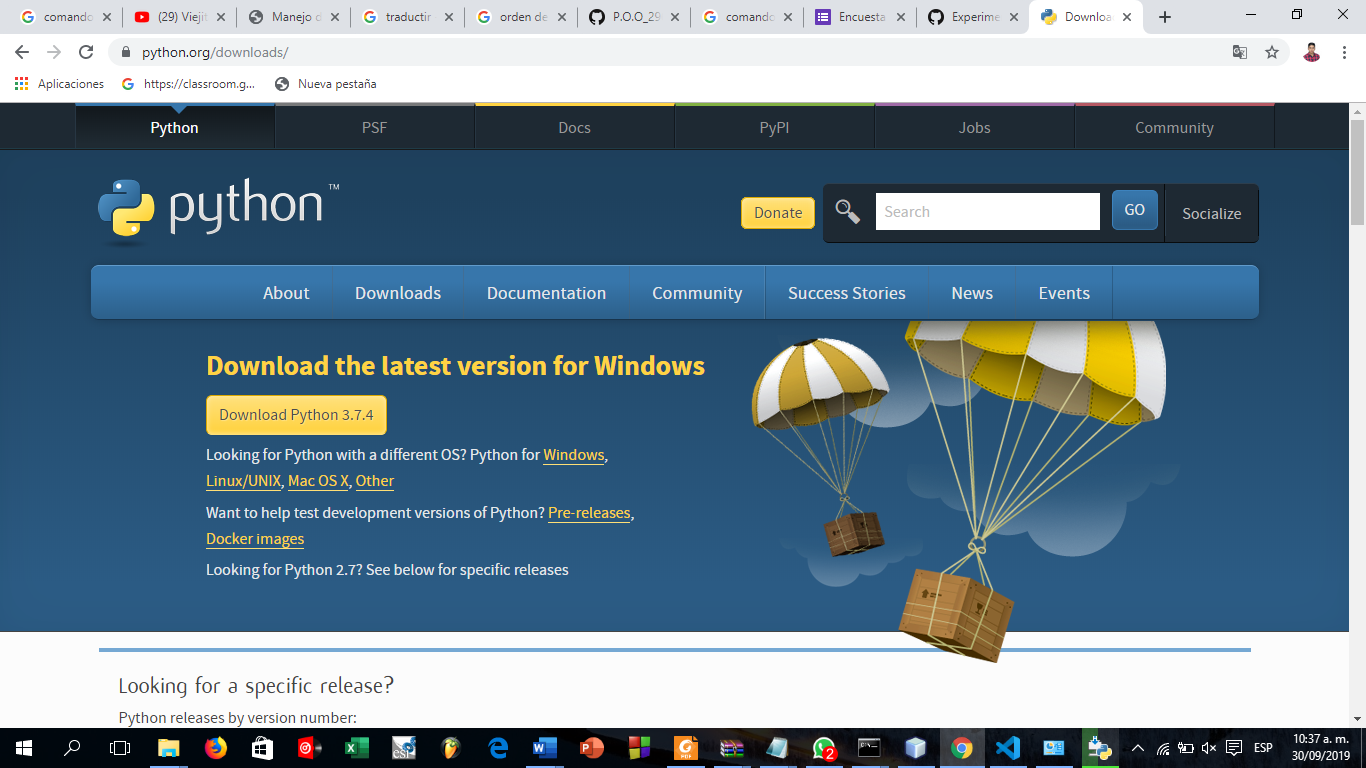 comando
(29) Viejit
Manejo d
traductir
orden de
P.O.O_29
comando
Encuesta
Experime
Downloa
python.org/downloads/
Aplicaciones
https://classroom.g...
Nueva pestaña
Python
PSF
Docs
PyPI
Jobs
Community
python™
Donate
Search
GO
Socialize
About
Downloads
Documentation
Community
Success Stories
News
Events
Download the latest version for Windows
Download Python 3.7.4
Looking for Python with a different OS? Python for Windows,
Linux/UNIX, Mac OS X, Other
Want to help test development versions of Python? Pre-releases,
Docker images
Looking for Python 2.7? See below for specific releases
Looking for a specific release?
Python releases by version number:
2
ESP
10:37 a. m.
30/09/2019